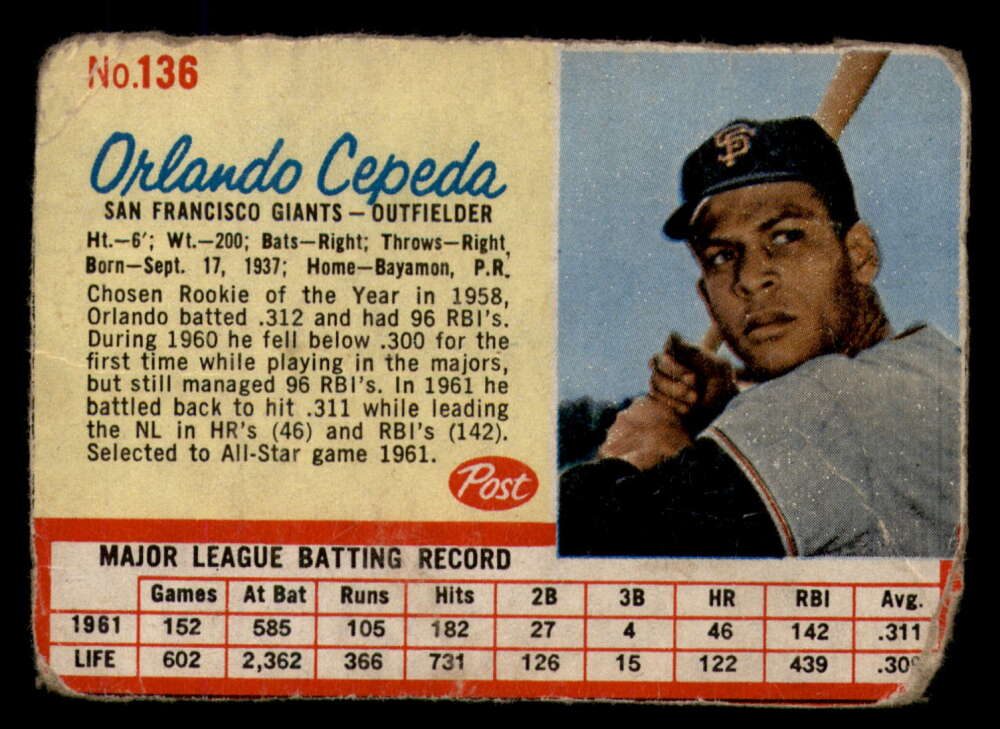 No.136
Orlando Cepeda
SAN FRANCISCO GIANTS — OUTFIELDER
Ht.—6'; Wt.—200; Bats—Right; Throws—Right,
Born—Sept. 17, 1937; Home—Bayamon, P.R.
Chosen Rookie of the Year in 1958,
Orlando batted .312 and had 96 RBI's.
During 1960 he fell below .300 for the
first time while playing in the majors,
but still managed 96 RBI's. In 1961 he
battled back to hit .311 while leading
the NL in HR's (46) and RBI's (142).
Selected to All-Star game 1961.
Post
SF
MAJOR LEAGUE BATTING RECORD
Games At Bat Runs Hits 2B 3B HR RBI Avg.
1961 152 585 105 182 27 4 46 142 .311
LIFE 602 2,362 366 731 126 15 122 439